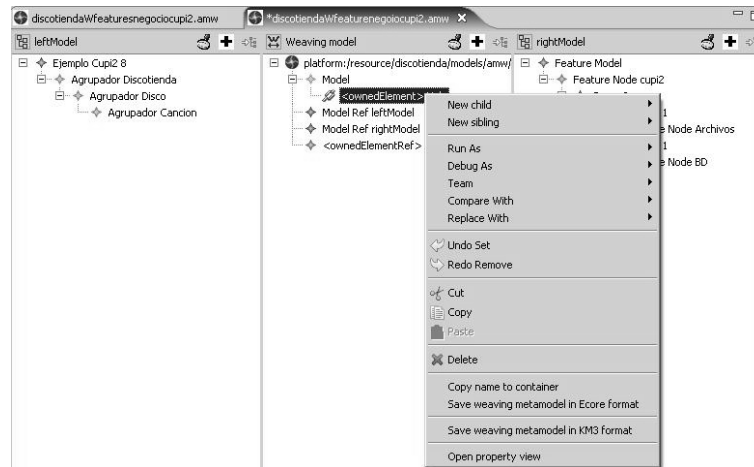 discotiendaWfeaturesnegociocupi2.amw
*discotiendaWfeaturenegoiocupi2.amw
leftModel
Weaving model
rightModel
Ejemplo Cupi2 8
Agrupador Discotienda
Agrupador Disco
Agrupador Cancion
platform:/resource/discotienda/models/amw/
Model
<ownedElement>
Model Ref leftModel
Model Ref rightModel
<ownedElementRef>
Feature Model
Feature Node cupi2
1
e Node Archivos
1
e Node BD
New child
New sibling
Run As
Debug As
Team
Compare With
Replace With
Undo Set
Redo Remove
Cut
Copy
Paste
Delete
Copy name to container
Save weaving metamodel in Ecore format
Save weaving metamodel in KM3 format
Open property view